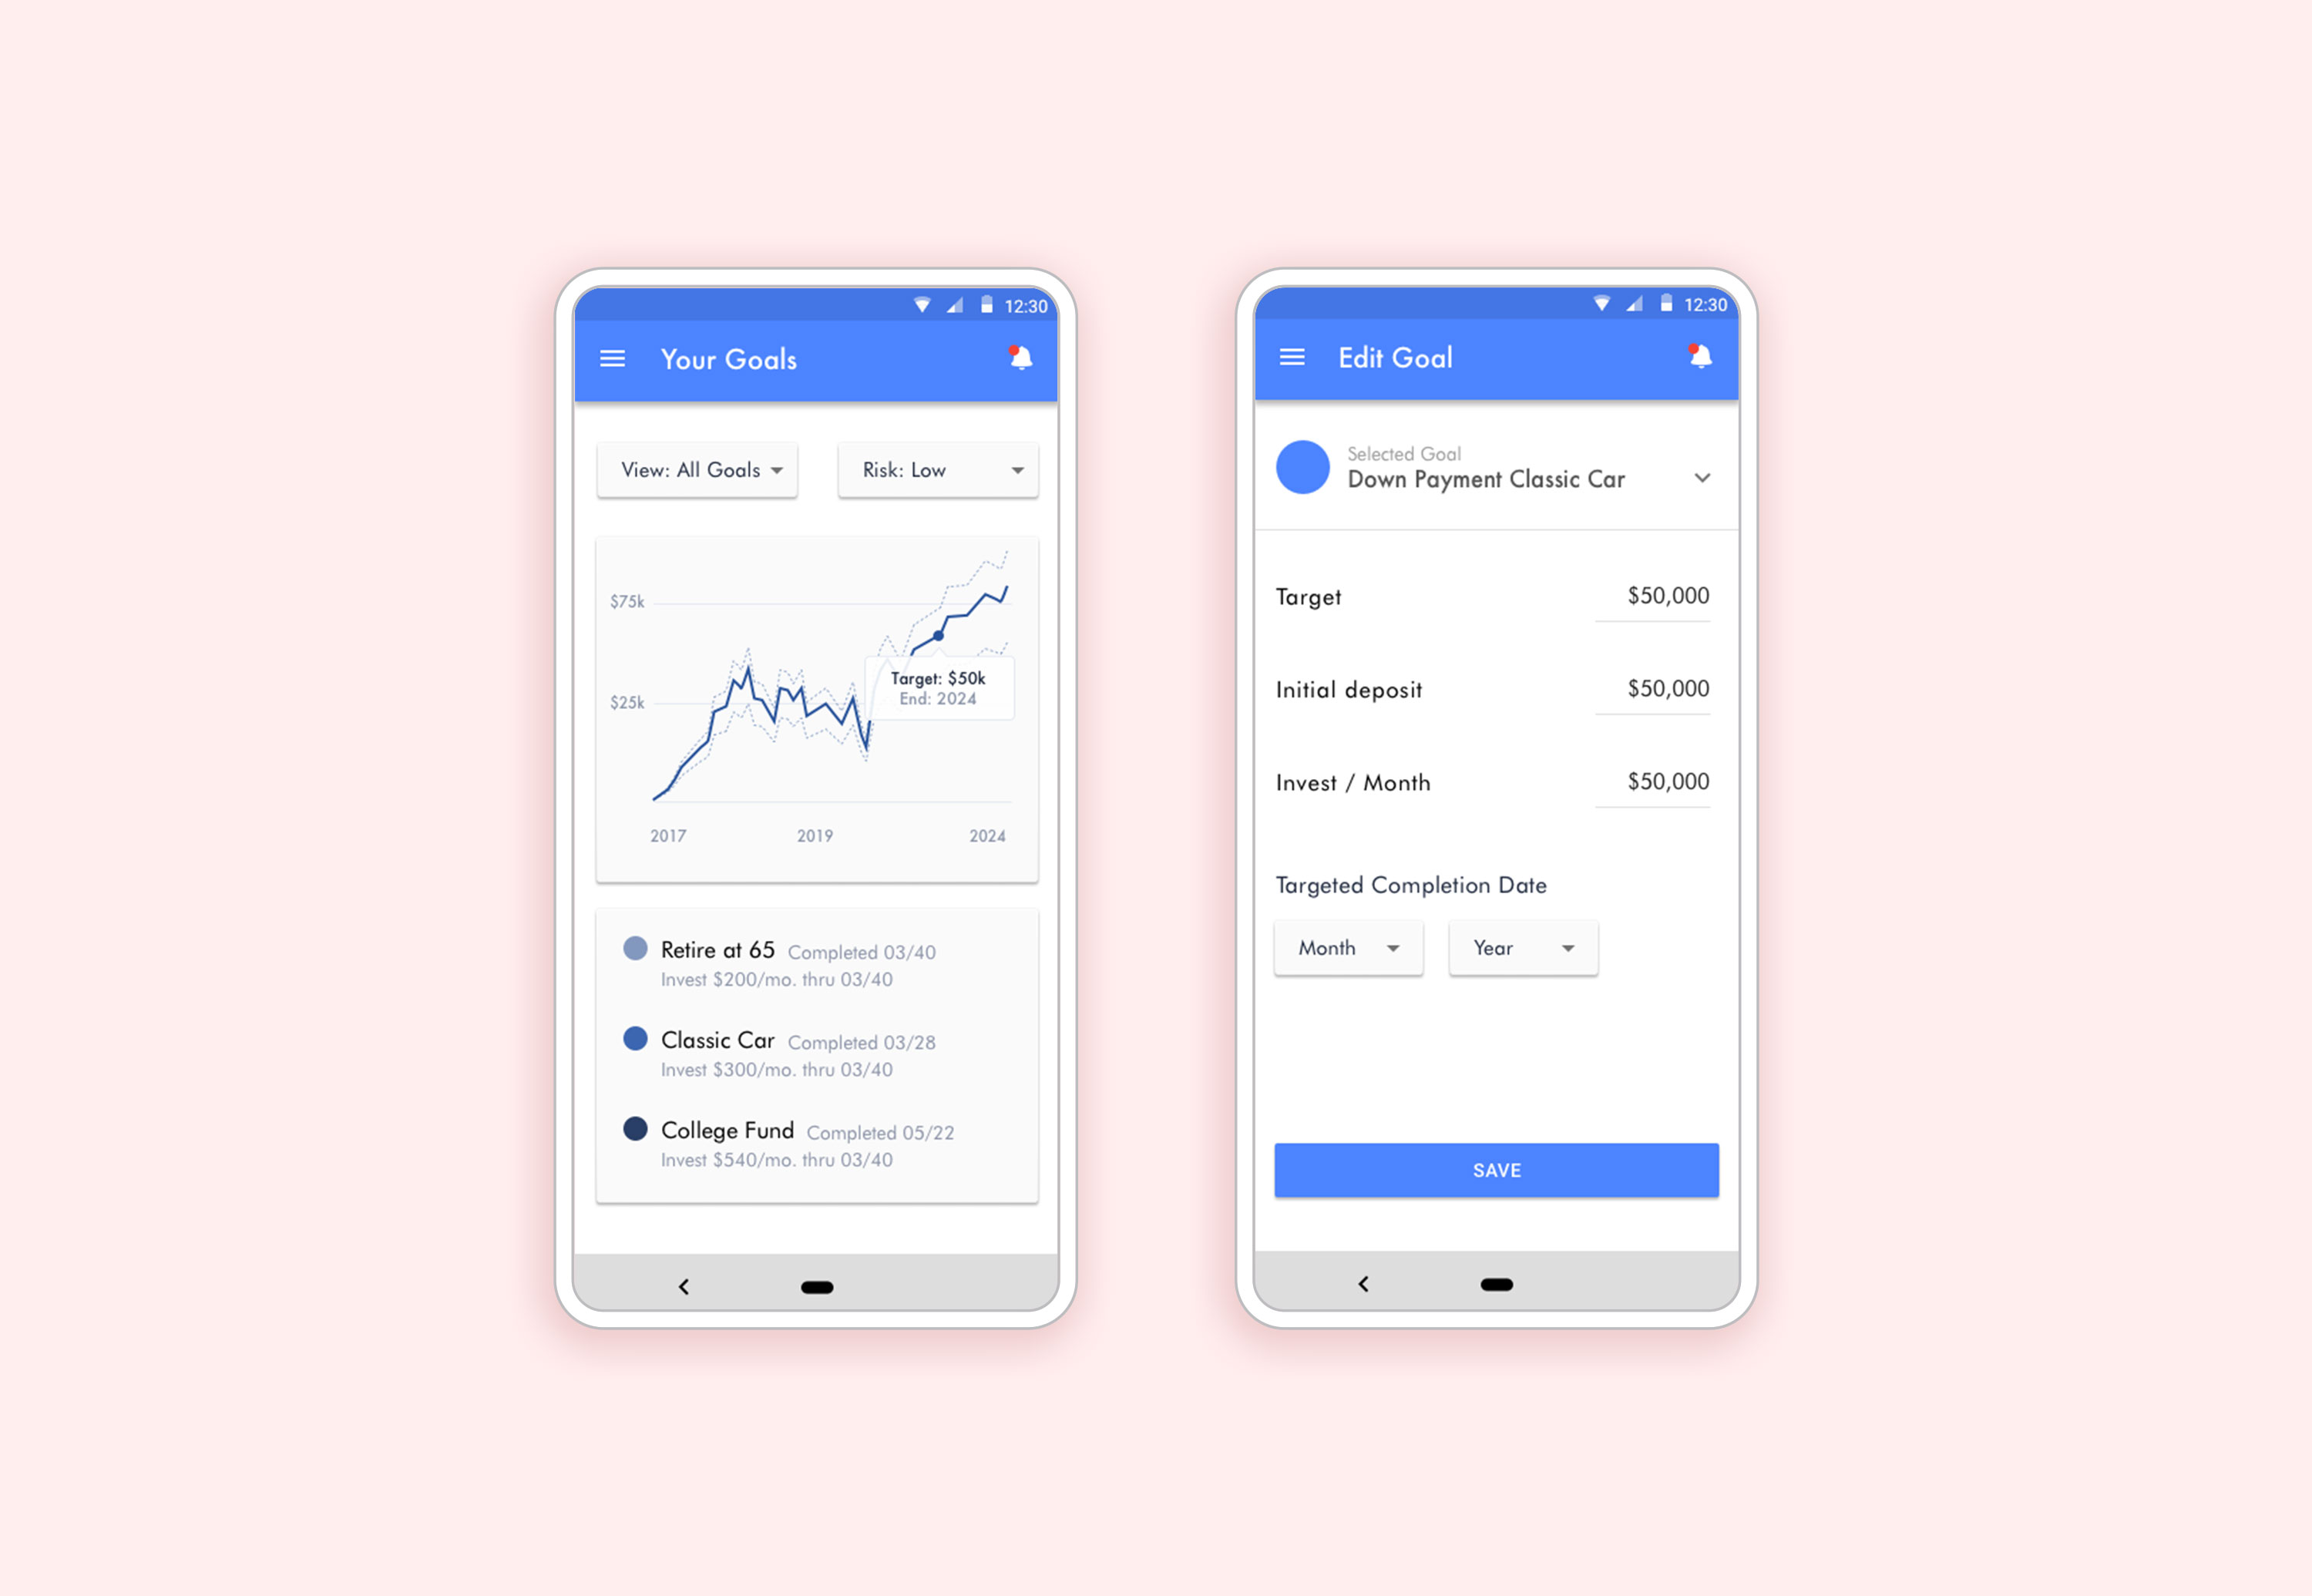 12:30
Your Goals
View: All Goals
Risk: Low
$75k
$25k
Target: $50k
End: 2024
2017 2019 2024
Retire at 65 Completed 03/40
Invest $200/mo. thru 03/40
Classic Car Completed 03/28
Invest $300/mo. thru 03/40
College Fund Completed 05/22
Invest $540/mo. thru 03/40
12:30
Edit Goal
Selected Goal
Down Payment Classic Car
Target $50,000
Initial deposit $50,000
Invest / Month $50,000
Targeted Completion Date
Month Year
SAVE